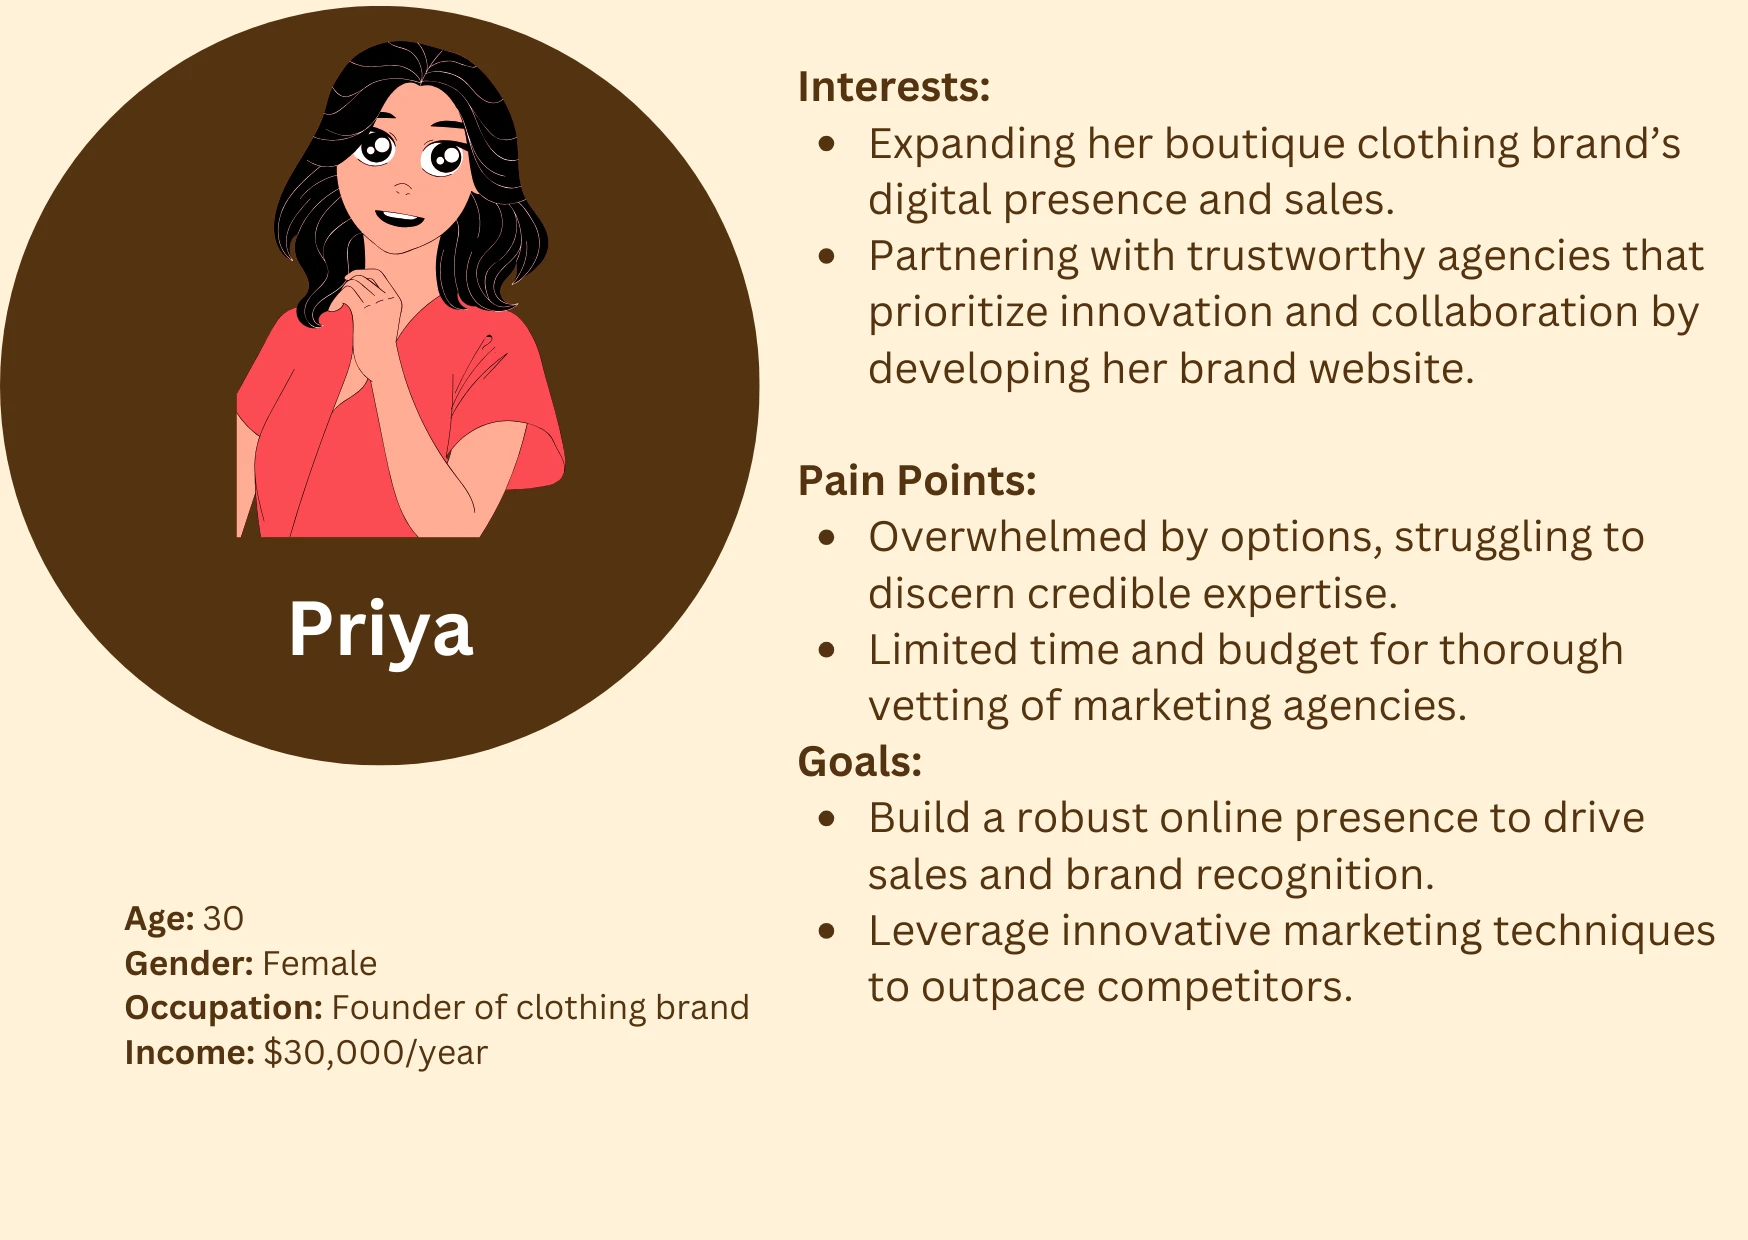 Priya
Age: 30
Gender: Female
Occupation: Founder of clothing brand
Income: $30,000/year
Interests:
• Expanding her boutique clothing brand’s
digital presence and sales.
• Partnering with trustworthy agencies that
prioritize innovation and collaboration by
developing her brand website.
Pain Points:
• Overwhelmed by options, struggling to
discern credible expertise.
• Limited time and budget for thorough
vetting of marketing agencies.
Goals:
• Build a robust online presence to drive
sales and brand recognition.
• Leverage innovative marketing techniques
to outpace competitors.